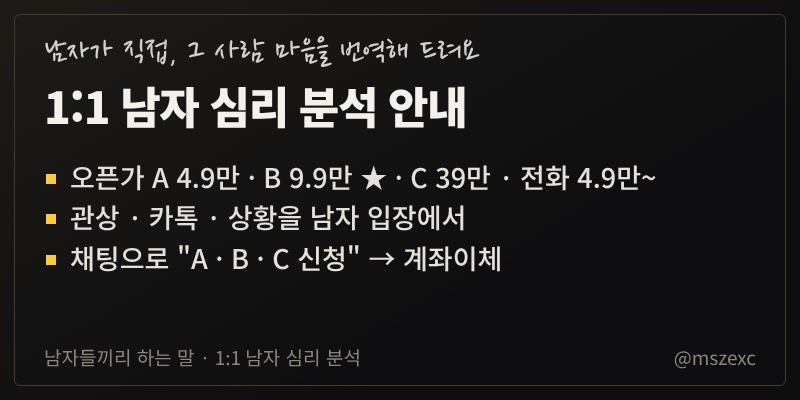 남자가 직접, 그 사람 마음을 번역해 드려요
1:1 남자 심리 분석 안내
오픈가 A 4.9만 · B 9.9만 ★ · C 39만 · 전화 4.9만~
관상 · 카톡 · 상황을 남자 입장에서
채팅으로 "A · B · C 신청" → 계좌이체
남자들끼리 하는 말 · 1:1 남자 심리 분석
@mszexc